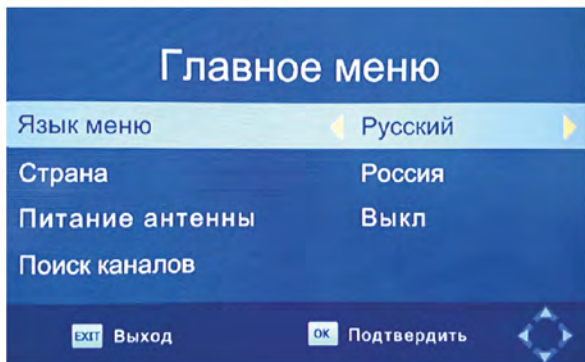 Главное меню
Язык меню Русский
Страна Россия
Питание антенны Выкл
Поиск каналов
EXIT Выход OK Подтвердить